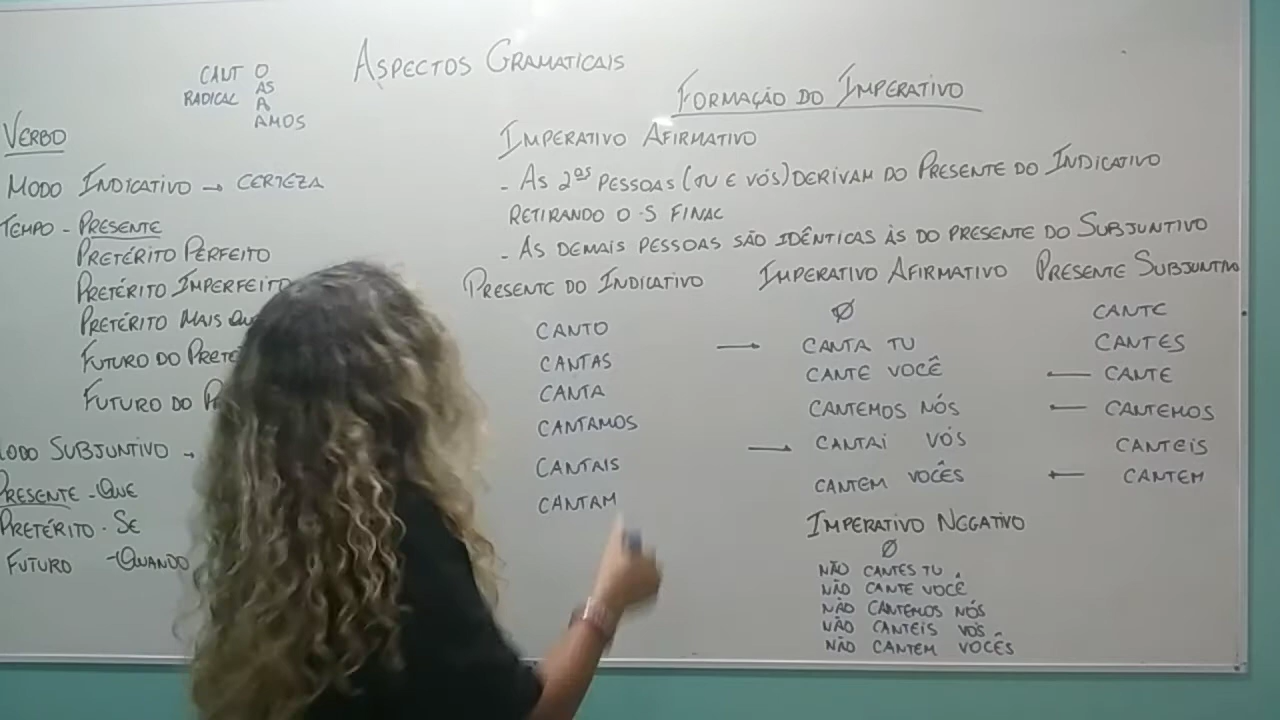 ASPECTOS GRAMATICAIS
CANT O
RADICAL AS
A
AMOS
VERBO
MODO INDICATIVO → CERTEZA
TEMPO - PRESENTE
PRETÉRITO PERFEITO
PRETÉRITO IMPERFEITO
PRETÉRITO MAIS
FUTURO DO
FUTURO DO
SUBJUNTIVO →
PRESENTE - QUE
PRETÉRITO - SE
FUTURO - QUANDO
FORMAÇÃO DO IMPERATIVO
IMPERATIVO AFIRMATIVO
- AS 2ªS PESSOAS (TU E VÓS) DERIVAM DO PRESENTE DO INDICATIVO
RETIRANDO O -S FINAL
- AS DEMAIS PESSOAS SÃO IDÊNTICAS ÀS DO PRESENTE DO SUBJUNTIVO
PRESENTE DO INDICATIVO IMPERATIVO AFIRMATIVO PRESENTE SUBJUNTIVO
CANTO Ø CANTE
CANTAS → CANTA TU CANTES
CANTA CANTE VOCÊ ← CANTE
CANTAMOS CANTEMOS NÓS ← CANTEMOS
CANTAIS → CANTAI VÓS CANTEIS
CANTAM CANTEM VOCÊS ← CANTEM
IMPERATIVO NEGATIVO
Ø
NÃO CANTES TU
NÃO CANTE VOCÊ
NÃO CANTEMOS NÓS
NÃO CANTEIS VÓS
NÃO CANTEM VOCÊS